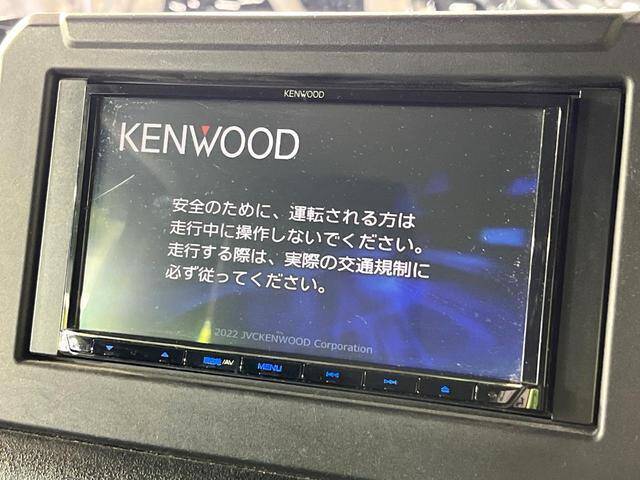 KENWOOD
KENWOOD
安全のために、運転される方は
走行中に操作しないでください。
走行する際は、実際の交通規制に
必ず従ってください。
2022 JVCKENWOOD Corporation
MENU